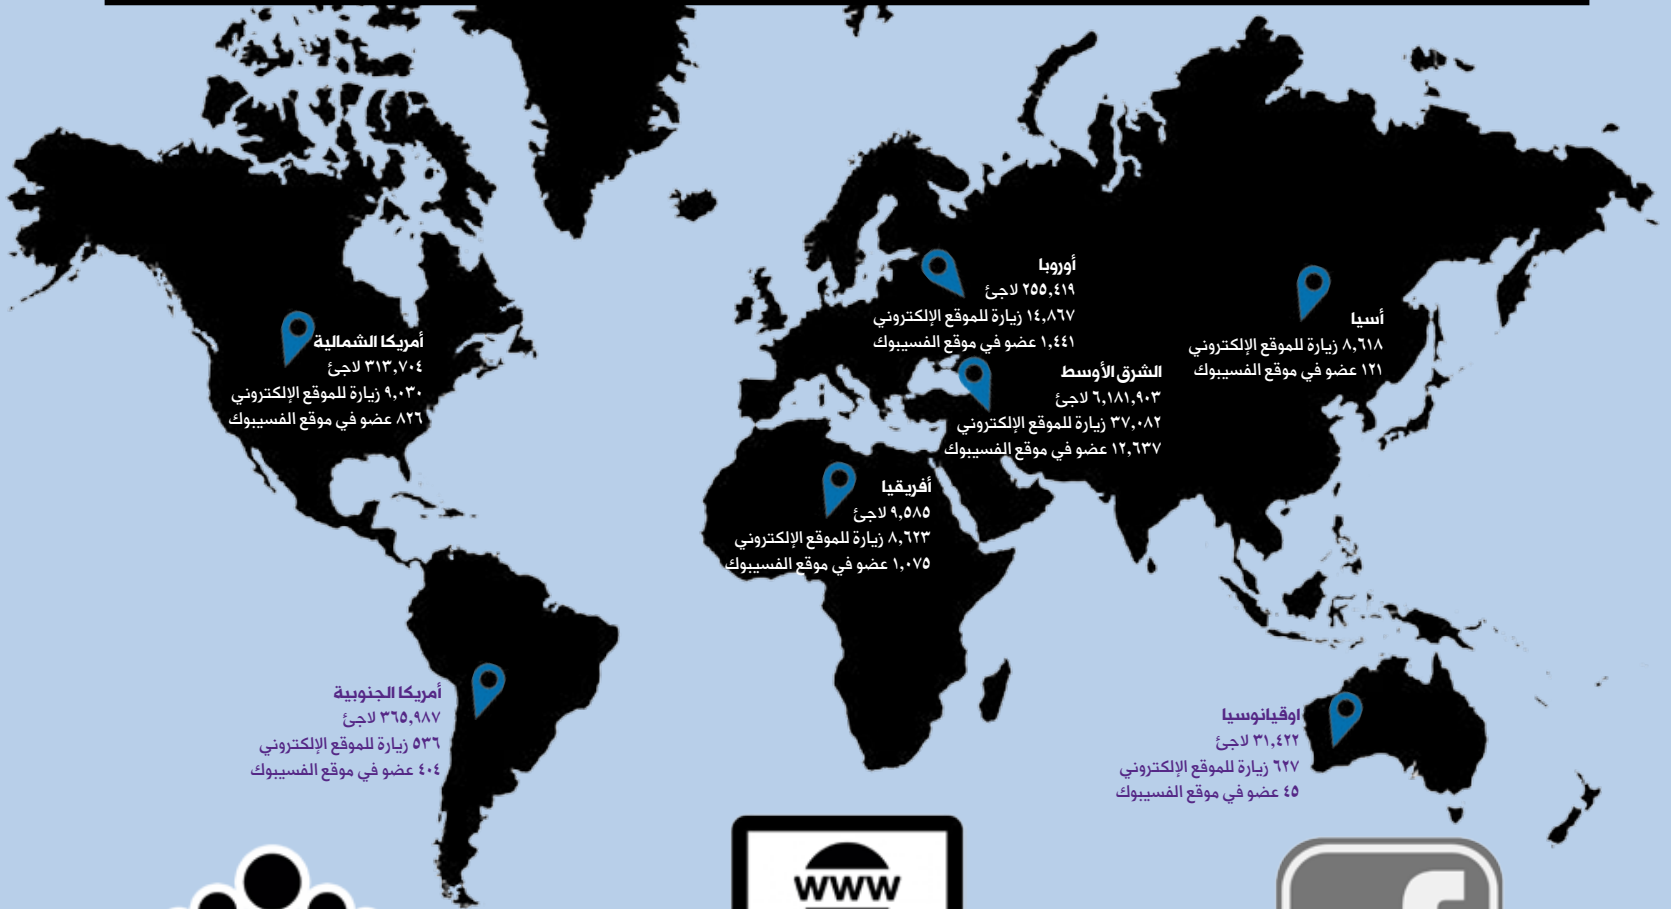 أوروبا
٢٥٥,٤١٩ لاجئ
١٤,٨٦٧ زيارة للموقع الإلكتروني
١,٤٤١ عضو في موقع الفسيبوك
أسيا
٨,٦١٨ زيارة للموقع الإلكتروني
١٢١ عضو في موقع الفسيبوك
أمريكا الشمالية
٣١٣,٧٠٤ لاجئ
٩,٠٣٠ زيارة للموقع الإلكتروني
٨٢٦ عضو في موقع الفسيبوك
الشرق الأوسط
٦,١٨١,٩٠٣ لاجئ
٣٧,٠٨٢ زيارة للموقع الإلكتروني
١٢,٦٣٧ عضو في موقع الفسيبوك
أفريقيا
٩,٥٨٥ لاجئ
٨,٦٢٣ زيارة للموقع الإلكتروني
١,٠٧٥ عضو في موقع الفسيبوك
أمريكا الجنوبية
٣٦٥,٩٨٧ لاجئ
٥٣٦ زيارة للموقع الإلكتروني
٤٠٤ عضو في موقع الفسيبوك
اوقيانوسيا
٣١,٤٢٢ لاجئ
٦٢٧ زيارة للموقع الإلكتروني
٤٥ عضو في موقع الفسيبوك
www
f